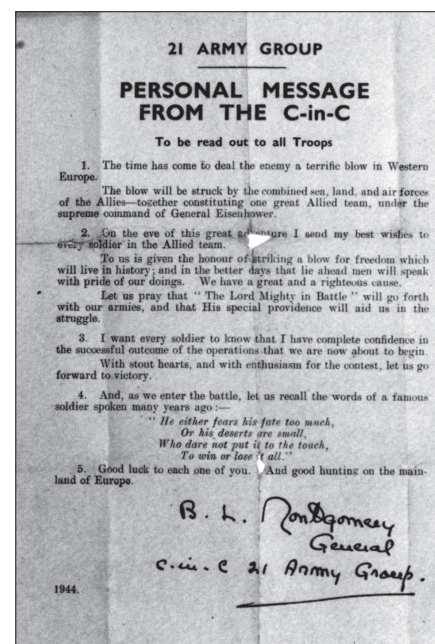 21 ARMY GROUP
PERSONAL MESSAGE
FROM THE C-in-C
To be read out to all Troops
1. The time has come to deal the enemy a terrific blow in Western
Europe.
The blow will be struck by the combined sea, land, and air forces
of the Allies—together constituting one great Allied team, under the
supreme command of General Eisenhower.
2. On the eve of this great adventure I send my best wishes to
every soldier in the Allied team.
To us is given the honour of striking a blow for freedom which
will live in history; and in the better days that lie ahead men will speak
with pride of our doings. We have a great and a righteous cause.
Let us pray that " The Lord Mighty in Battle " will go forth
with our armies, and that His special providence will aid us in the
struggle.
3. I want every soldier to know that I have complete confidence in
the successful outcome of the operations that we are now about to begin.
With stout hearts, and with enthusiasm for the contest, let us go
forward to victory.
4. And, as we enter the battle, let us recall the words of a famous
soldier spoken many years ago:—
" He either fears his fate too much,
Or his deserts are small,
Who dare not put it to the touch,
To win or lose it all."
5. Good luck to each one of you. And good hunting on the main-
land of Europe.
B. L. Montgomery
General
C.-in-C 21 Army Group.
1944.